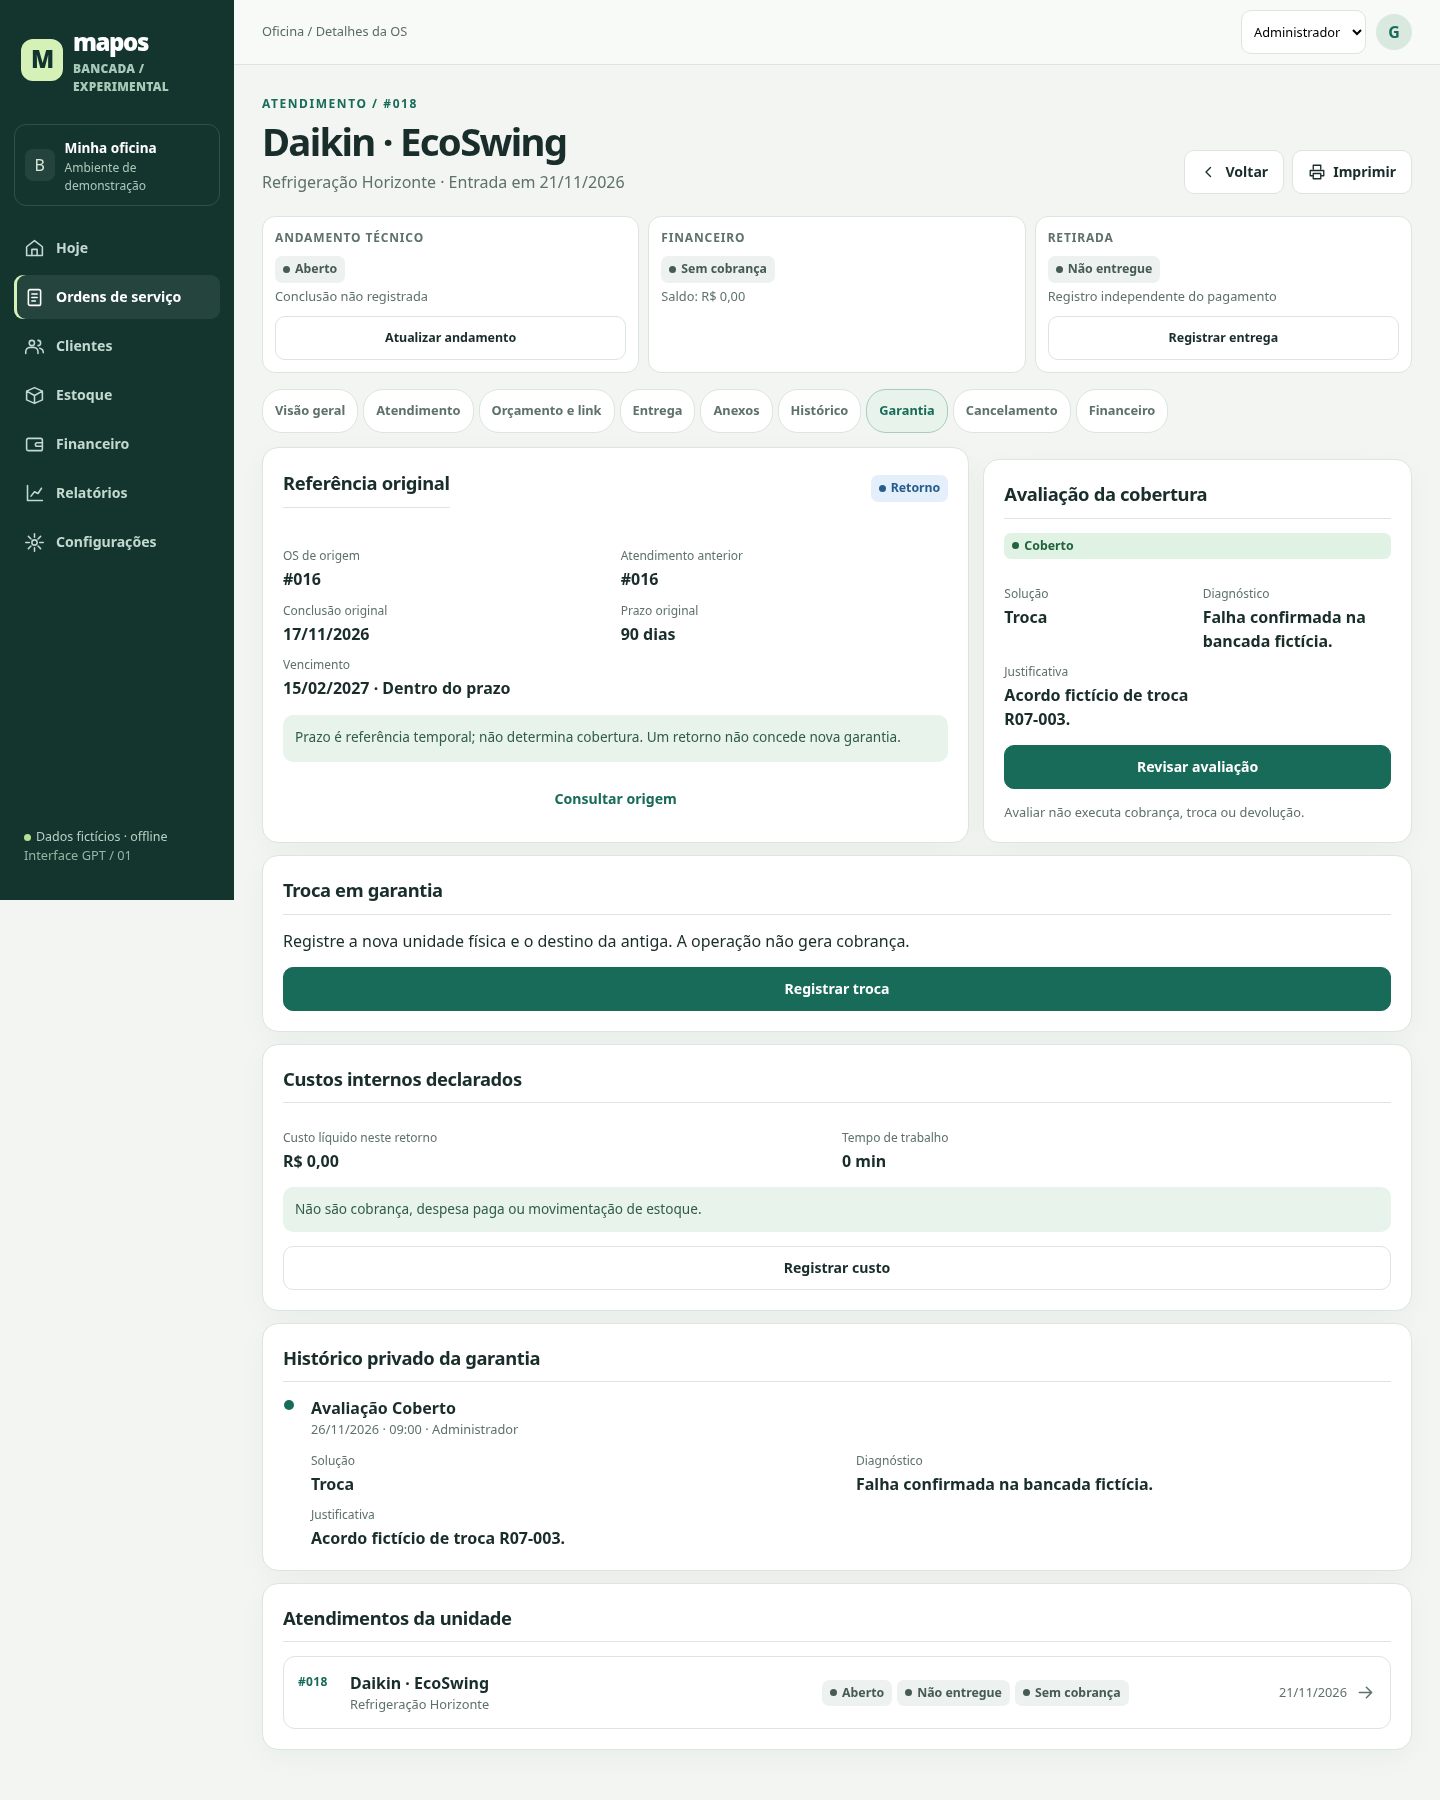 M
mapos
BANCADA /
EXPERIMENTAL
B
Minha oficina
Ambiente de
demonstração
Hoje
Ordens de serviço
Clientes
Estoque
Financeiro
Relatórios
Configurações
Dados fictícios · offline
Interface GPT / 01
Oficina / Detalhes da OS
Administrador
G
ATENDIMENTO / #018
Daikin · EcoSwing
Refrigeração Horizonte · Entrada em 21/11/2026
Voltar
Imprimir
ANDAMENTO TÉCNICO
Aberto
Conclusão não registrada
Atualizar andamento
FINANCEIRO
Sem cobrança
Saldo: R$ 0,00
RETIRADA
Não entregue
Registro independente do pagamento
Registrar entrega
Visão geral
Atendimento
Orçamento e link
Entrega
Anexos
Histórico
Garantia
Cancelamento
Financeiro
Referência original
Retorno
OS de origem
#016
Atendimento anterior
#016
Conclusão original
17/11/2026
Prazo original
90 dias
Vencimento
15/02/2027 · Dentro do prazo
Prazo é referência temporal; não determina cobertura. Um retorno não concede nova garantia.
Consultar origem
Avaliação da cobertura
Coberto
Solução
Troca
Diagnóstico
Falha confirmada na
bancada fictícia.
Justificativa
Acordo fictício de troca
R07-003.
Revisar avaliação
Avaliar não executa cobrança, troca ou devolução.
Troca em garantia
Registre a nova unidade física e o destino da antiga. A operação não gera cobrança.
Registrar troca
Custos internos declarados
Custo líquido neste retorno
R$ 0,00
Tempo de trabalho
0 min
Não são cobrança, despesa paga ou movimentação de estoque.
Registrar custo
Histórico privado da garantia
Avaliação Coberto
26/11/2026 · 09:00 · Administrador
Solução
Troca
Diagnóstico
Falha confirmada na bancada fictícia.
Justificativa
Acordo fictício de troca R07-003.
Atendimentos da unidade
#018
Daikin · EcoSwing
Refrigeração Horizonte
Aberto
Não entregue
Sem cobrança
21/11/2026